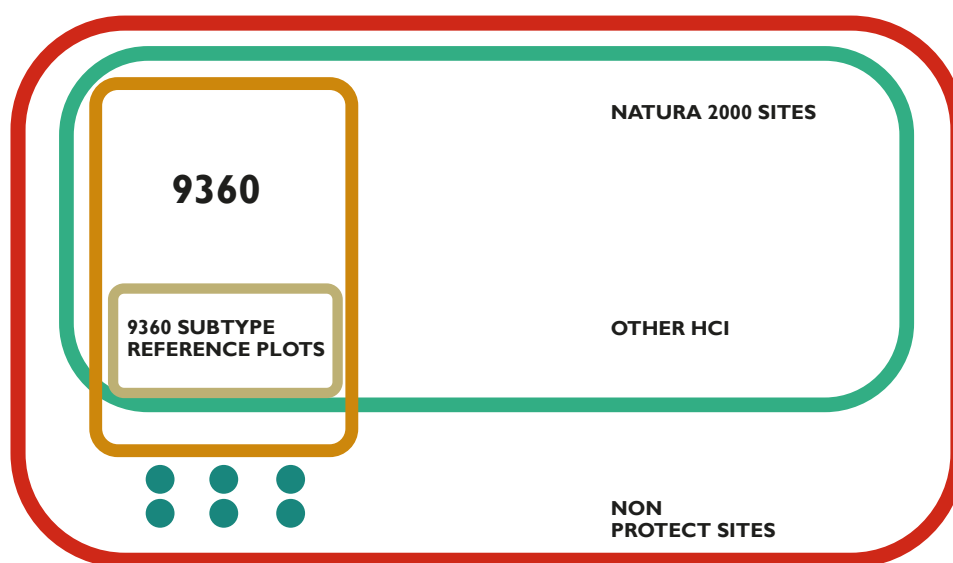 NATURA 2000 SITES
9360
9360 SUBTYPE
REFERENCE PLOTS
OTHER HCI
NON
PROTECT SITES